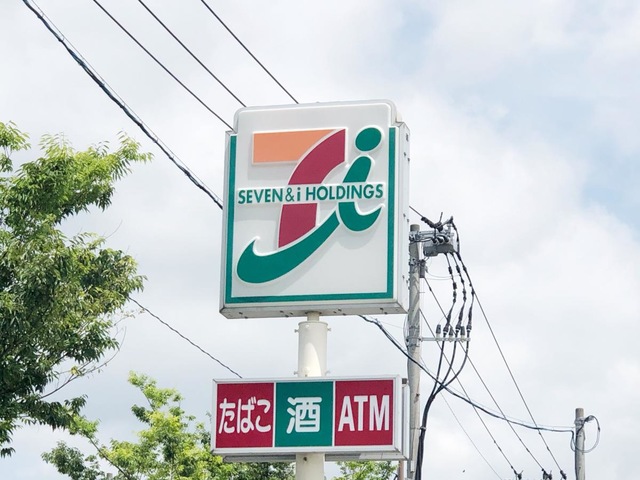 SEVEN&i HOLDINGS
たばこ 酒 ATM